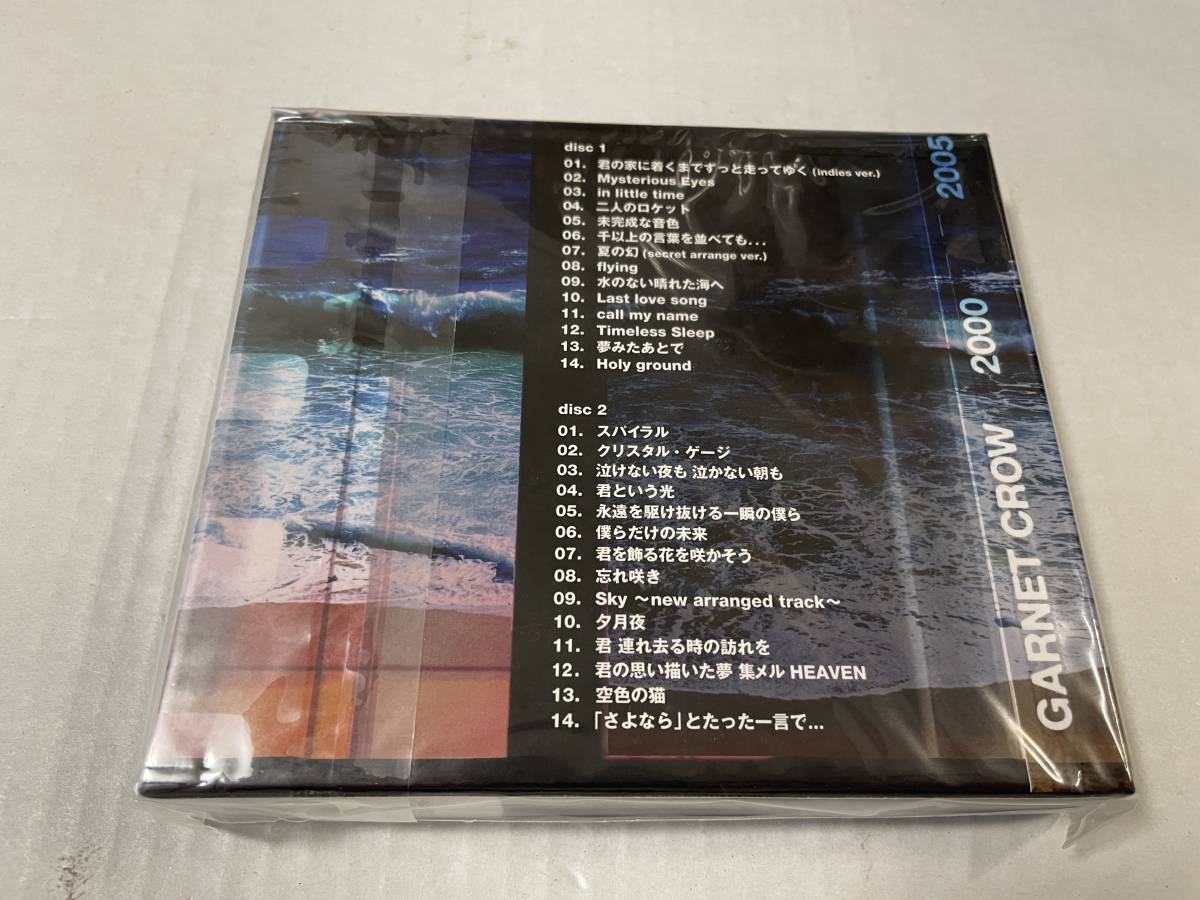 disc 1
01. 君の家に着くまでずっと走ってゆく (indies ver.)
02. Mysterious Eyes
03. in little time
04. 二人のロケット
05. 未完成な音色
06. 千以上の言葉を並べても...
07. 夏の幻 (secret arrange ver.)
08. flying
09. 水のない晴れた海へ
10. Last love song
11. call my name
12. Timeless Sleep
13. 夢みたあとで
14. Holy ground
disc 2
01. スパイラル
02. クリスタル・ゲージ
03. 泣けない夜も 泣かない朝も
04. 君という光
05. 永遠を駆け抜ける一瞬の僕ら
06. 僕らだけの未来
07. 君を飾る花を咲かそう
08. 忘れ咲き
09. Sky 〜new arranged track〜
10. 夕月夜
11. 君 連れ去る時の訪れを
12. 君の思い描いた夢 集メル HEAVEN
13. 空色の猫
14. 「さよなら」とたった一言で...
GARNET CROW 2000 2005